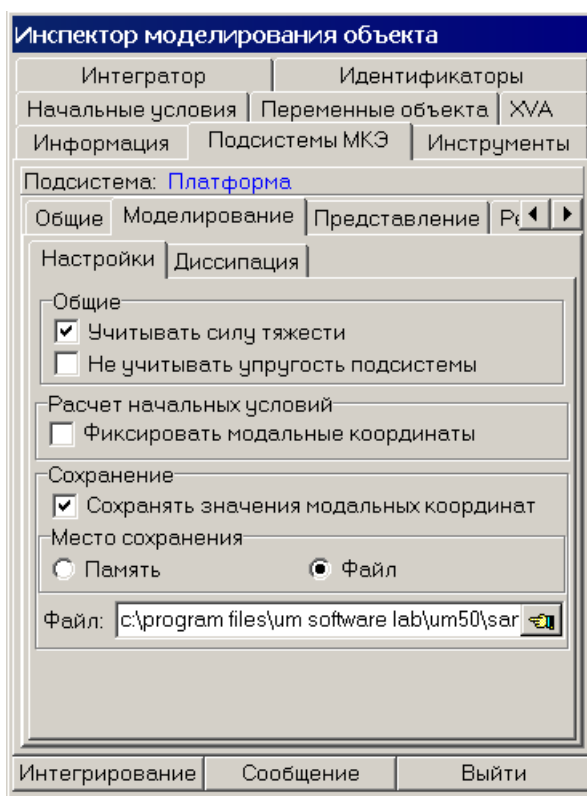 Инспектор моделирования объекта
Интегратор Идентификаторы
Начальные условия Переменные объекта XVA
Информация Подсистемы МКЭ Инструменты
Подсистема: Платформа
Общие Моделирование Представление Ре
Настройки Диссипация
Общие
Учитывать силу тяжести
Не учитывать упругость подсистемы
Расчет начальных условий
Фиксировать модальные координаты
Сохранение
Сохранять значения модальных координат
Место сохранения
Память Файл
Файл: c:\program files\um software lab\um50\sar
Интегрирование Сообщение Выйти